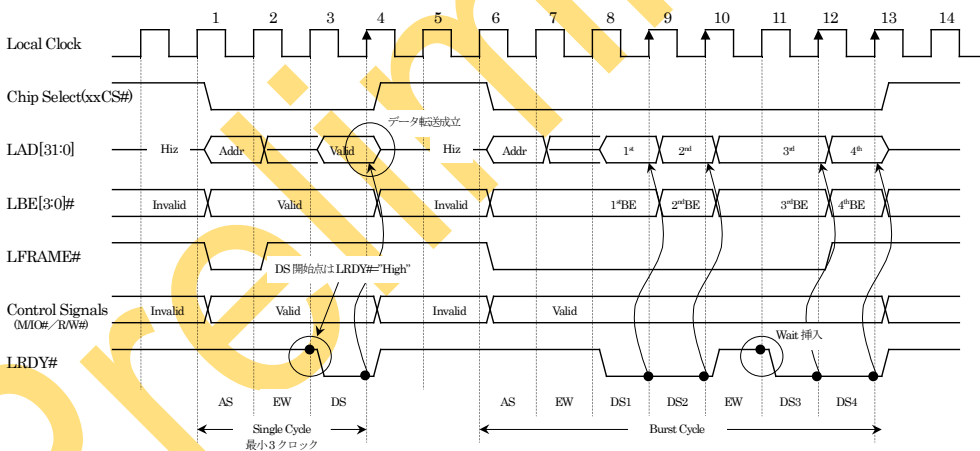 1 2 3 4 5 6 7 8 9 10 11 12 13 14
Local Clock
Chip Select(xxCS#)
データ転送成立
LAD[31:0] Hiz Addr Valid Hiz Addr 1st 2nd 3rd 4th
LBE[3:0]# Invalid Valid Invalid 1stBE 2ndBE 3rdBE 4thBE
LFRAME#
DS 開始点は LRDY#="High"
Control Signals Invalid Valid Invalid Valid
(M/IO#／R/W#)
Wait 挿入
LRDY#
AS EW DS AS EW DS1 DS2 EW DS3 DS4
Single Cycle Burst Cycle
最小３クロック
Prelim